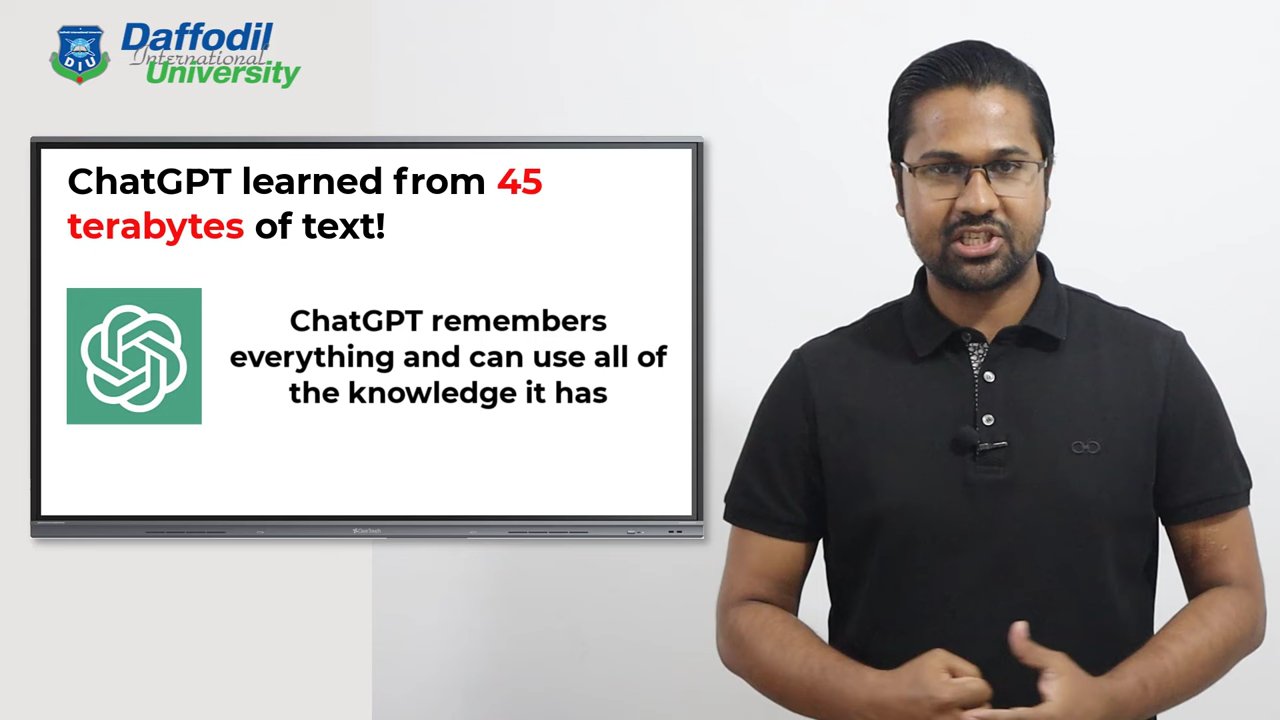 Daffodil
International
University
DIU
ChatGPT learned from 45
terabytes of text!
ChatGPT remembers
everything and can use all of
the knowledge it has